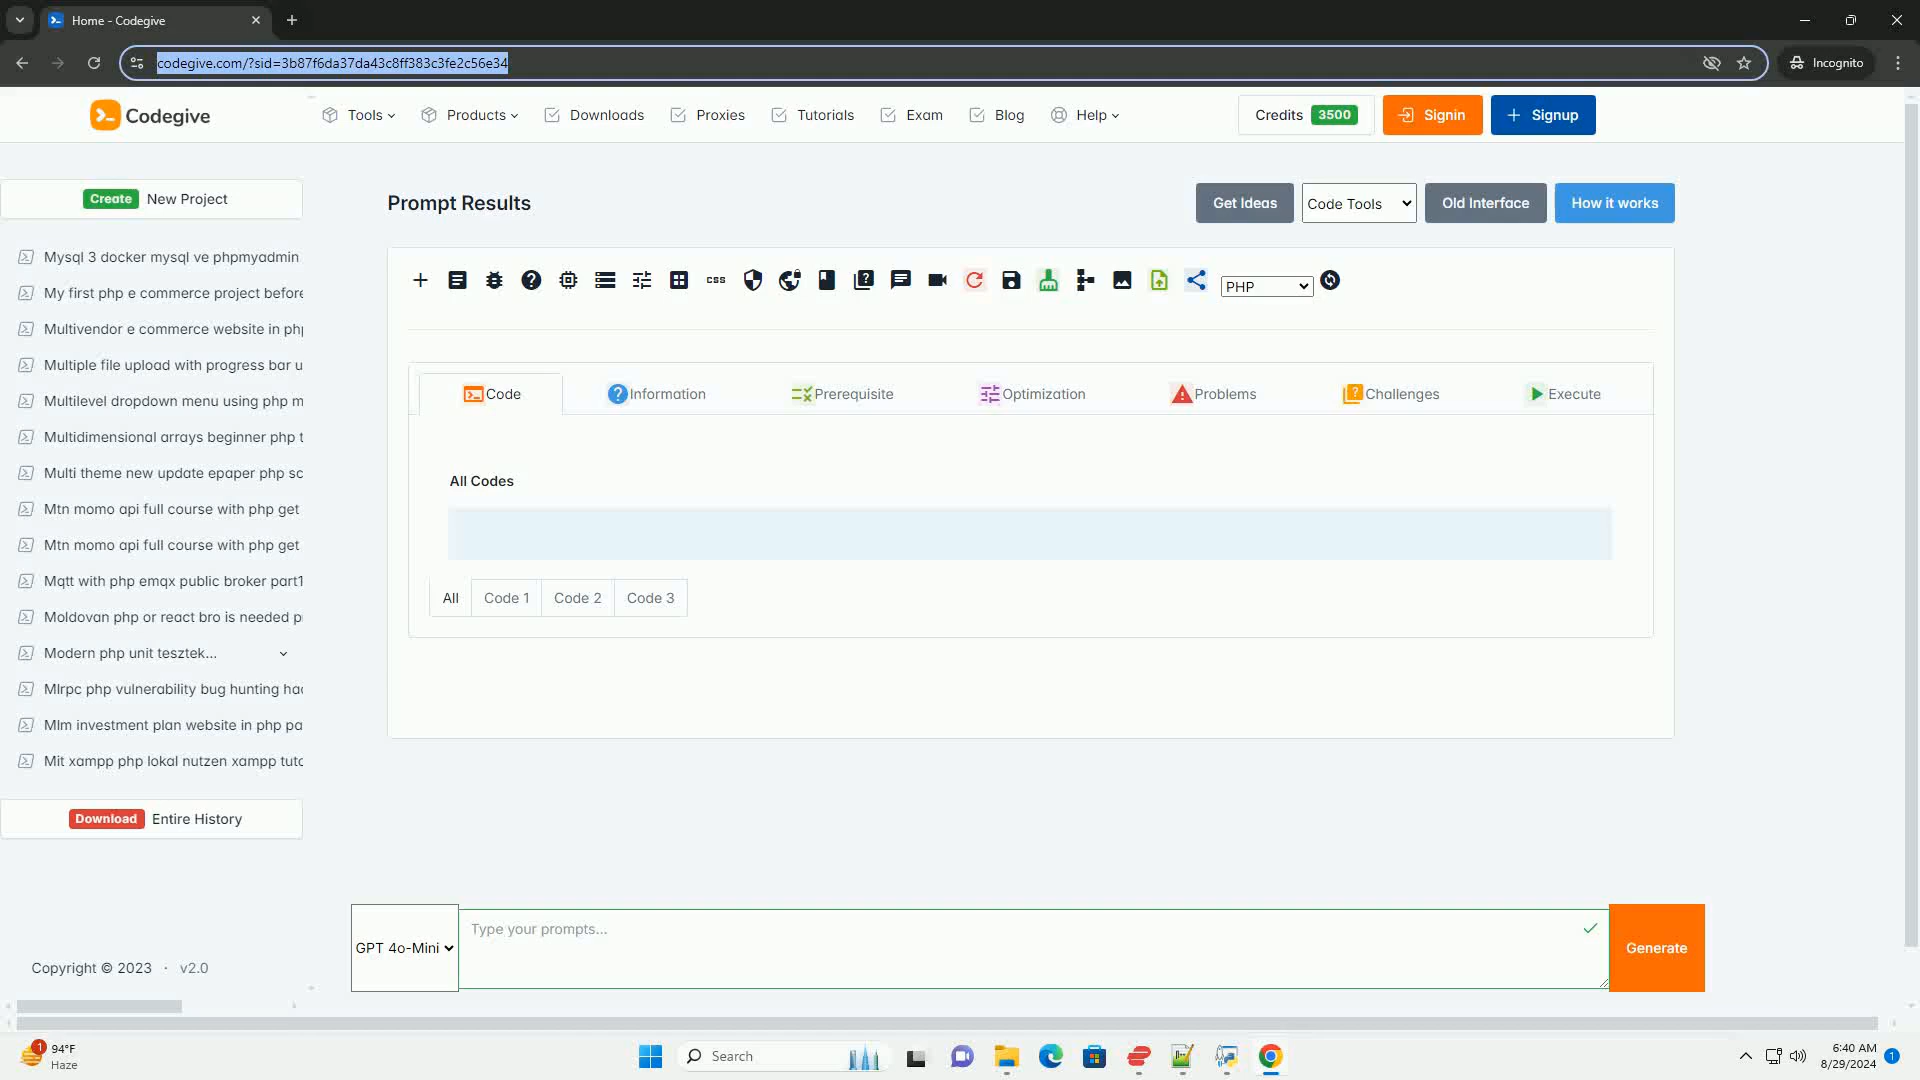 Home - Codegive
codegive.com/?sid=3b87f6da37da43c8ff383c3fe2c56e34
Incognito
Codegive
Tools
Products
Downloads
Proxies
Tutorials
Exam
Blog
Help
Credits 3500
Signin
Signup
Create New Project
Mysql 3 docker mysql ve phpmyadmin
My first php e commerce project before
Multivendor e commerce website in php
Multiple file upload with progress bar u
Multilevel dropdown menu using php m
Multidimensional arrays beginner php t
Multi theme new update epaper php sc
Mtn momo api full course with php get
Mtn momo api full course with php get
Mqtt with php emqx public broker part1
Moldovan php or react bro is needed p
Modern php unit tesztek...
Mlrpc php vulnerability bug hunting hac
Mlm investment plan website in php pa
Mit xampp php lokal nutzen xampp tuto
Download Entire History
Copyright © 2023 · v2.0
Prompt Results
Get Ideas
Code Tools
Old Interface
How it works
css
PHP
Code
Information
Prerequisite
Optimization
Problems
Challenges
Execute
All Codes
All
Code 1
Code 2
Code 3
GPT 4o-Mini
Type your prompts...
Generate
1
94°F
Haze
Search
6:40 AM
8/29/2024
1